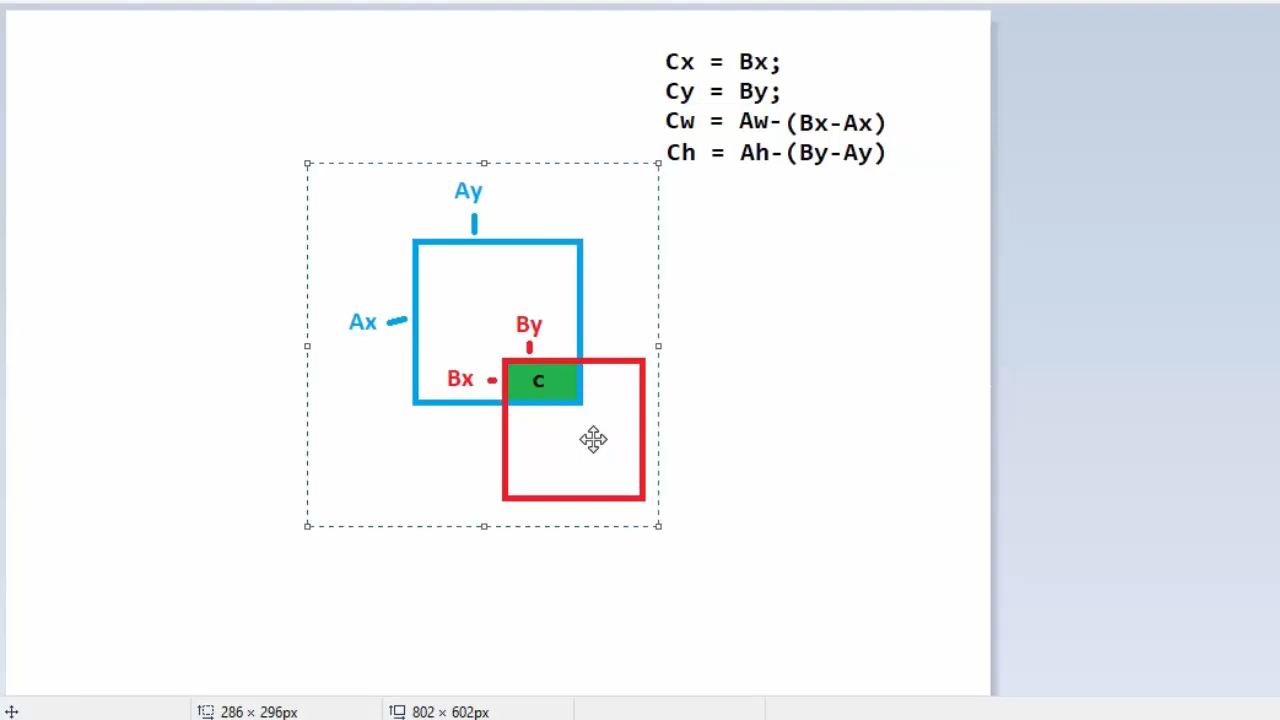 Cx = Bx;
Cy = By;
Cw = Aw-(Bx-Ax)
Ch = Ah-(By-Ay)
Ay
Ax
By
Bx
C
286 × 296px
802 × 602px